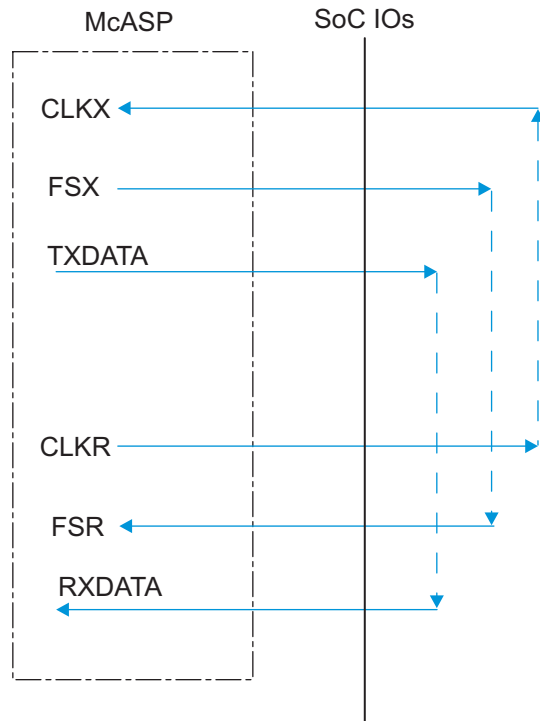 McASP
SoC IOs
CLKX
FSX
TXDATA
CLKR
FSR
RXDATA